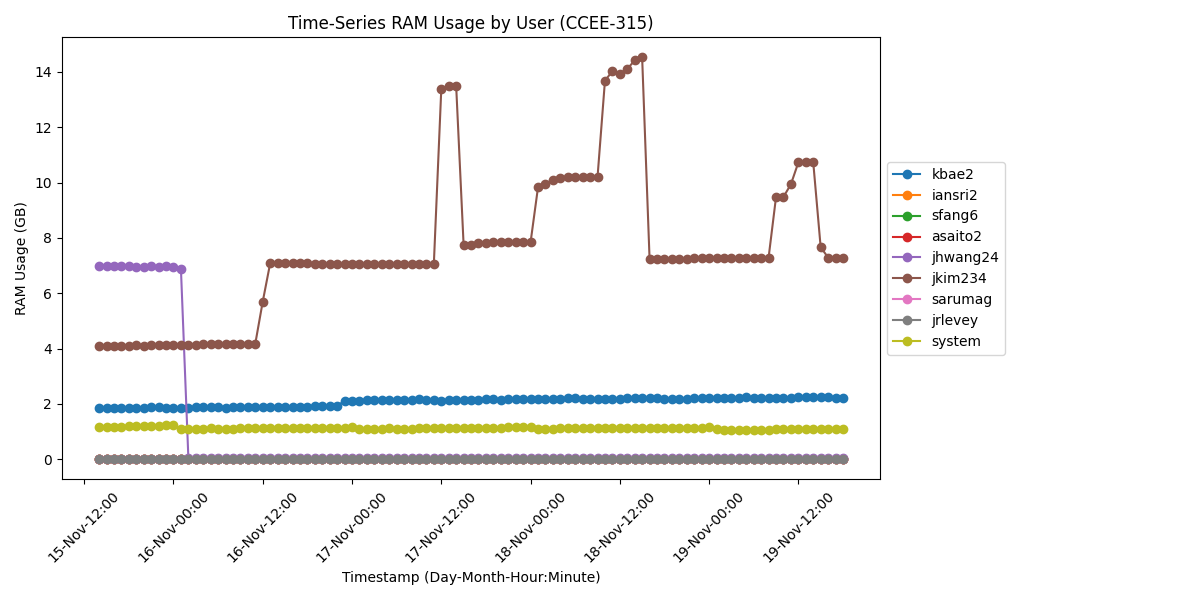 Time-Series RAM Usage by User (CCEE-315)
RAM Usage (GB)
14
12
10
8
6
4
2
0
15-Nov-12:00
16-Nov-00:00
16-Nov-12:00
17-Nov-00:00
17-Nov-12:00
18-Nov-00:00
18-Nov-12:00
19-Nov-00:00
19-Nov-12:00
Timestamp (Day-Month-Hour:Minute)
kbae2
iansri2
sfang6
asaito2
jhwang24
jkim234
sarumag
jrlevey
system